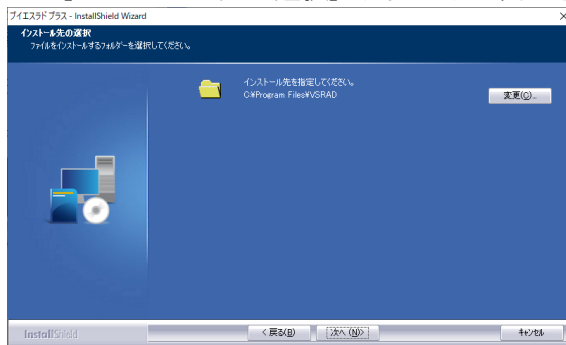 ブイエスラド プラス - InstallShield Wizard
インストール先の選択
ファイルをインストールするフォルダーを選択してください。
インストール先を指定してください。
C:¥Program Files¥VSRAD
変更(C)...
InstallShield
< 戻る(B)
次へ (N)>
キャンセル